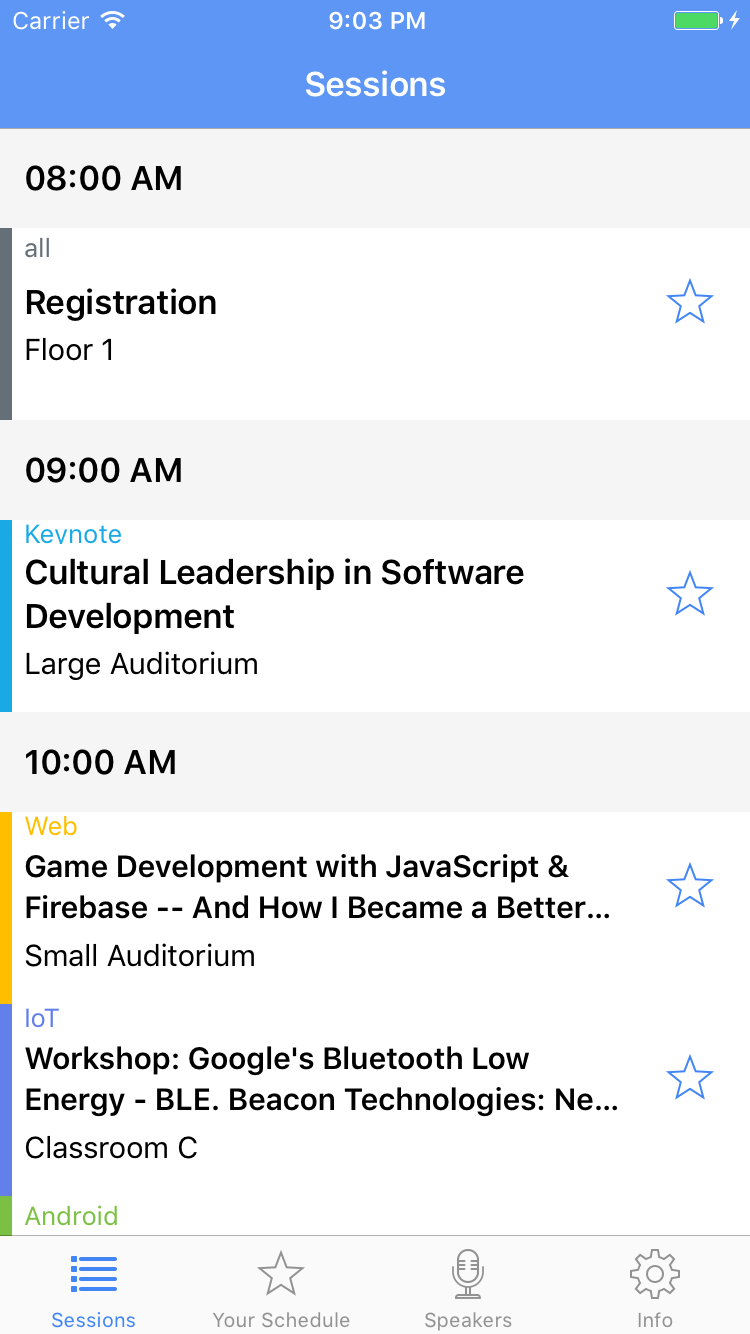 Carrier 9:03 PM
Sessions
08:00 AM
all
Registration
Floor 1
09:00 AM
Keynote
Cultural Leadership in Software
Development
Large Auditorium
10:00 AM
Web
Game Development with JavaScript &
Firebase -- And How I Became a Better...
Small Auditorium
IoT
Workshop: Google's Bluetooth Low
Energy - BLE. Beacon Technologies: Ne...
Classroom C
Android
Sessions Your Schedule Speakers Info